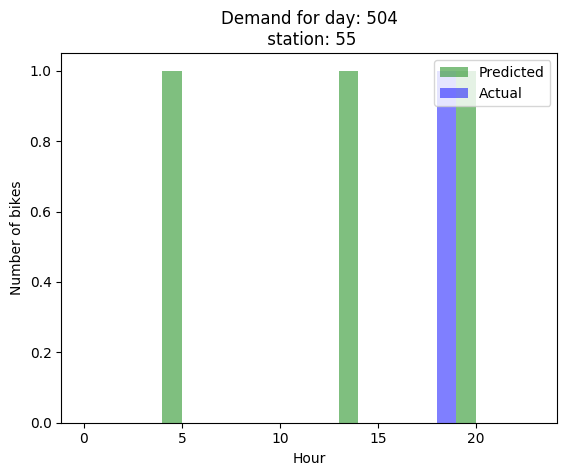 Demand for day: 504
station: 55
Predicted
Actual
1.0
0.8
0.6
0.4
0.2
0.0
Number of bikes
0 5 10 15 20
Hour